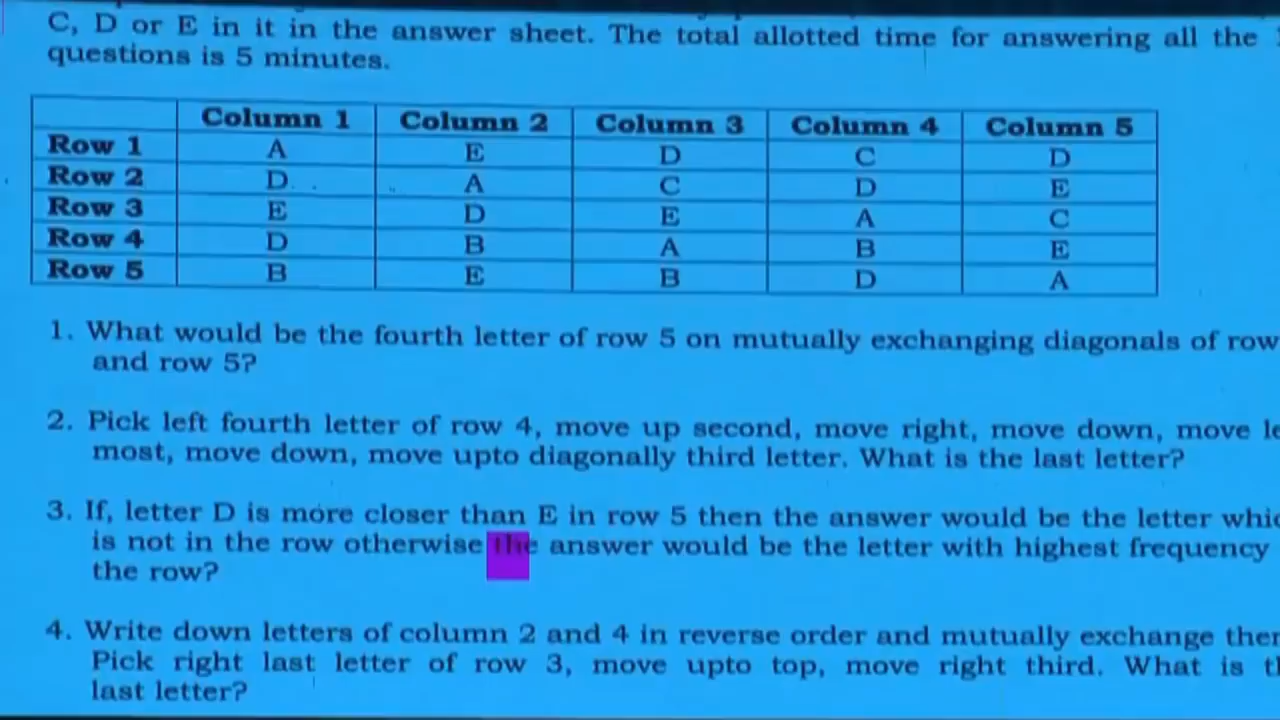 C, D or E in it in the answer sheet. The total allotted time for answering all the
questions is 5 minutes.
Column 1 Column 2 Column 3 Column 4 Column 5
Row 1 A E D C D
Row 2 D A C D E
Row 3 E D E A C
Row 4 D B A B E
Row 5 B E B D A
1. What would be the fourth letter of row 5 on mutually exchanging diagonals of row
and row 5?
2. Pick left fourth letter of row 4, move up second, move right, move down, move le
most, move down, move upto diagonally third letter. What is the last letter?
3. If, letter D is more closer than E in row 5 then the answer would be the letter whic
is not in the row otherwise the answer would be the letter with highest frequency
the row?
4. Write down letters of column 2 and 4 in reverse order and mutually exchange ther
Pick right last letter of row 3, move upto top, move right third. What is th
last letter?